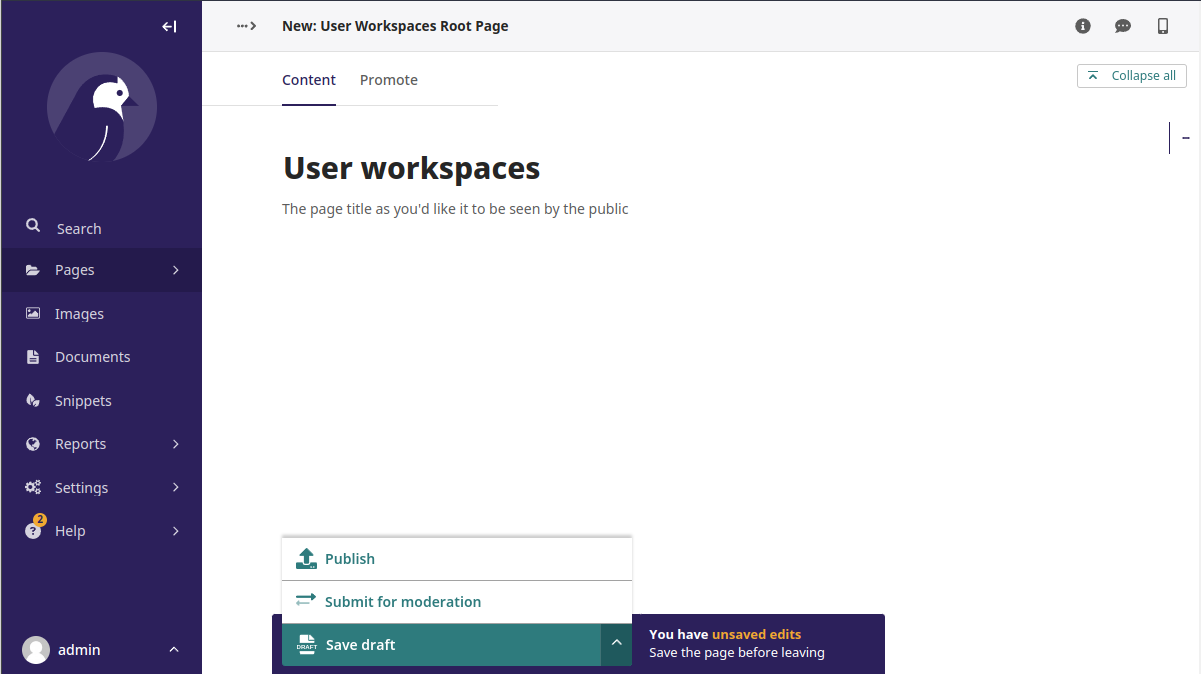 New: User Workspaces Root Page
Content
Promote
Collapse all
User workspaces
The page title as you'd like it to be seen by the public
Search
Pages
Images
Documents
Snippets
Reports
Settings
2
Help
admin
Publish
Submit for moderation
DRAFT
Save draft
You have unsaved edits
Save the page before leaving